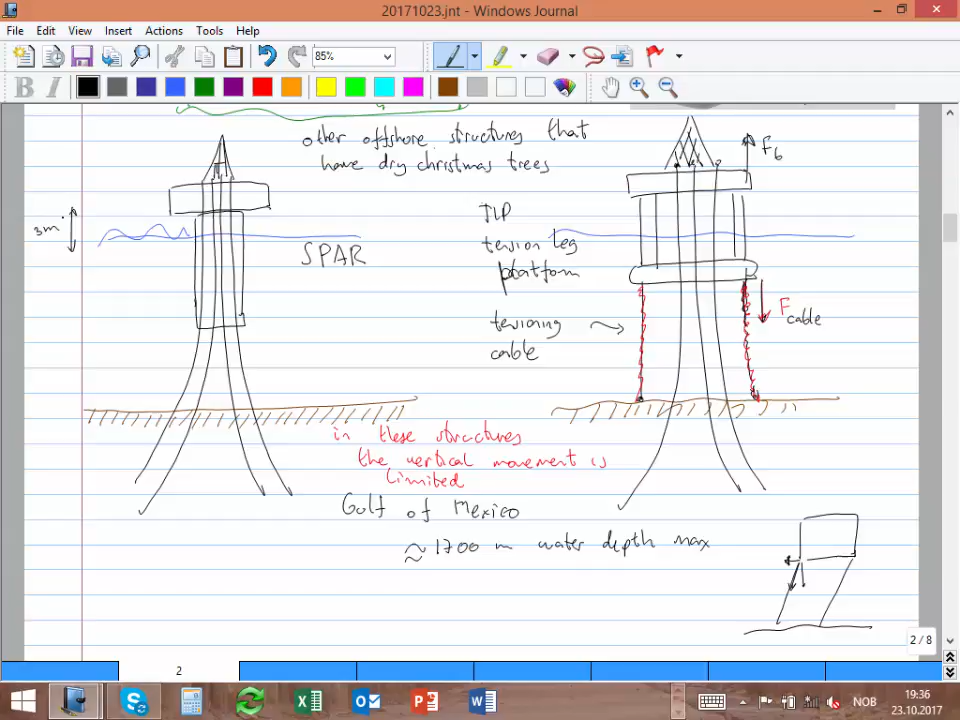 20171023.jnt - Windows Journal
File Edit View Insert Actions Tools Help
85%
other offshore structures that
have dry christmas trees
F b
3m
TLP
SPAR
tension leg
platform
F cable
tensioning
cable
in these structures
the vertical movement is
limited
Gulf of Mexico
≈ 1700 m water depth max
2 / 8
2
NOB
19:36
23.10.2017